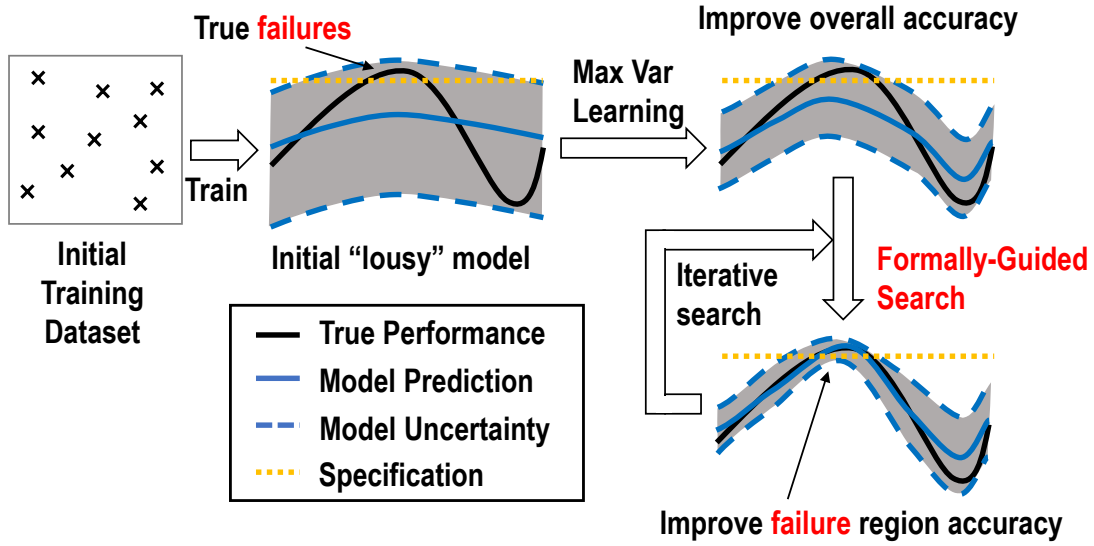 True failures
Train
Initial
Training
Dataset
Initial “lousy” model
Max Var
Learning
Improve overall accuracy
Iterative
search
Formally-Guided
Search
Improve failure region accuracy
True Performance
Model Prediction
Model Uncertainty
Specification